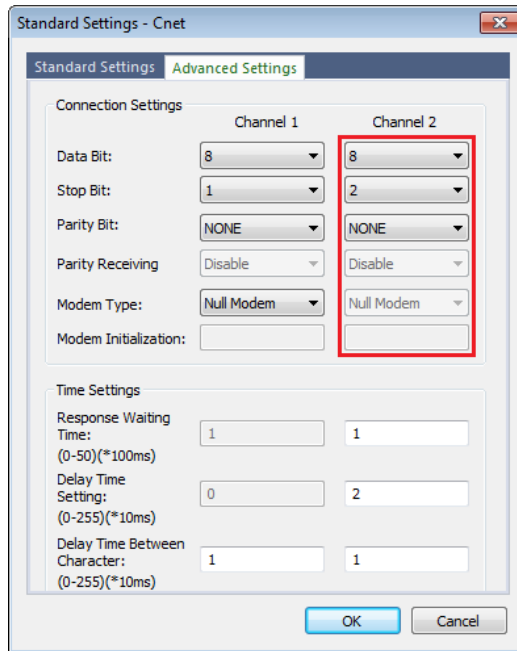 Standard Settings - Cnet
Standard Settings Advanced Settings
Connection Settings
Channel 1 Channel 2
Data Bit: 8 8
Stop Bit: 1 2
Parity Bit: NONE NONE
Parity Receiving Disable Disable
Modem Type: Null Modem Null Modem
Modem Initialization:
Time Settings
Response Waiting
Time: 1 1
(0-50)(*100ms)
Delay Time
Setting: 0 2
(0-255)(*10ms)
Delay Time Between
Character: 1 1
(0-255)(*10ms)
OK Cancel